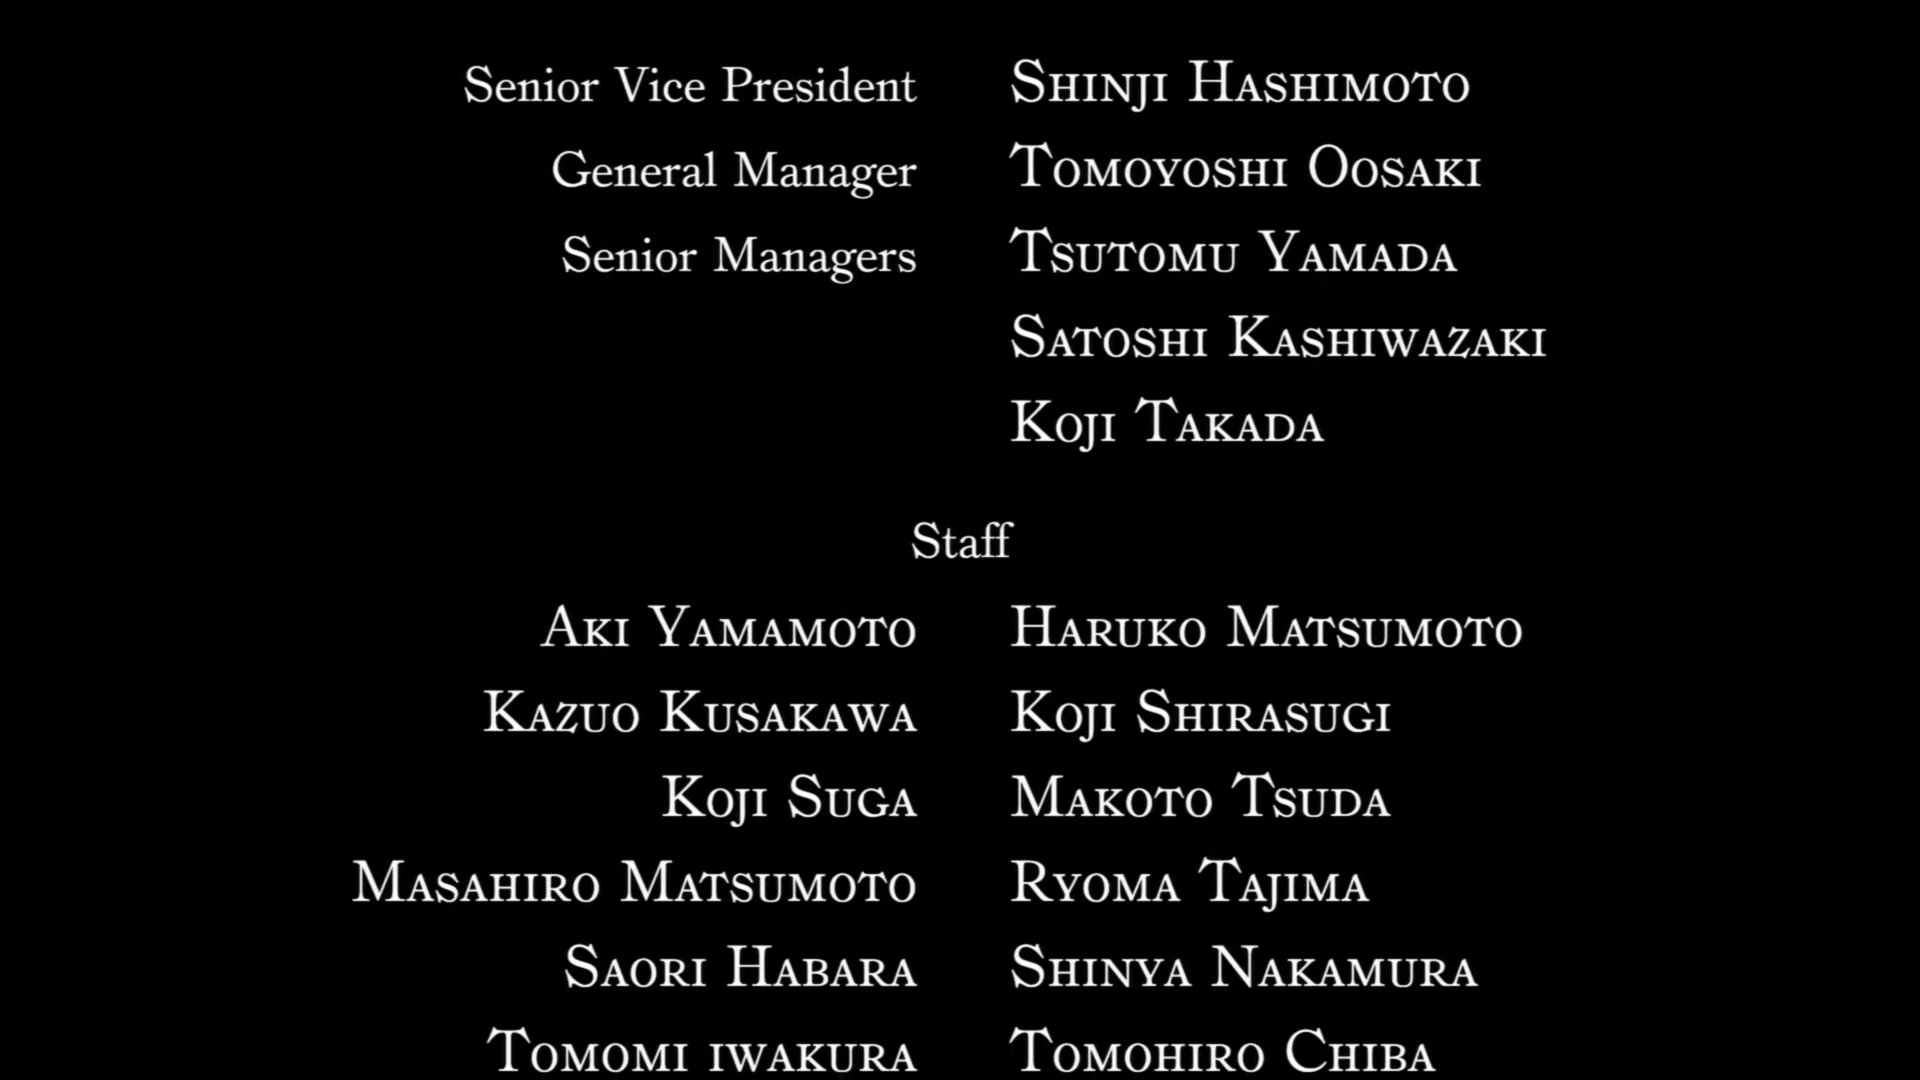 Senior Vice President Shinji Hashimoto
General Manager Tomoyoshi Oosaki
Senior Managers Tsutomu Yamada
Satoshi Kashiwazaki
Koji Takada
Staff
Aki Yamamoto Haruko Matsumoto
Kazuo Kusakawa Koji Shirasugi
Koji Suga Makoto Tsuda
Masahiro Matsumoto Ryoma Tajima
Saori Habara Shinya Nakamura
Tomomi iwakura Tomohiro Chiba